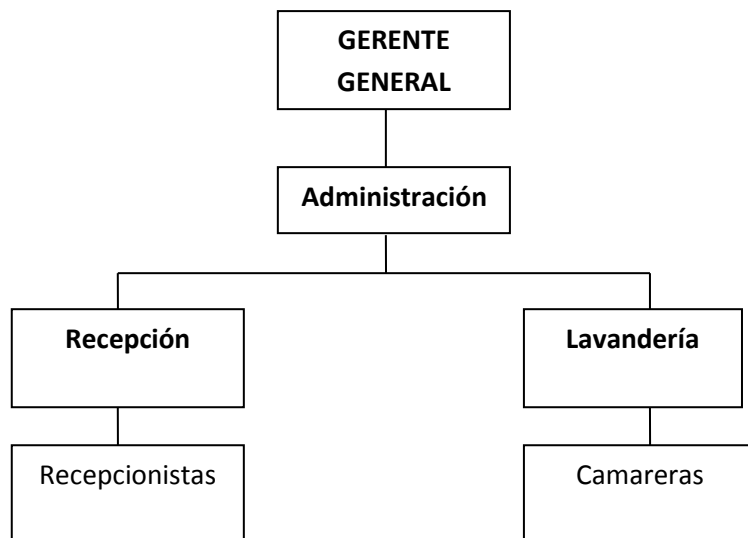 GERENTE
GENERAL
Administración
Recepción
Lavandería
Recepcionistas
Camareras